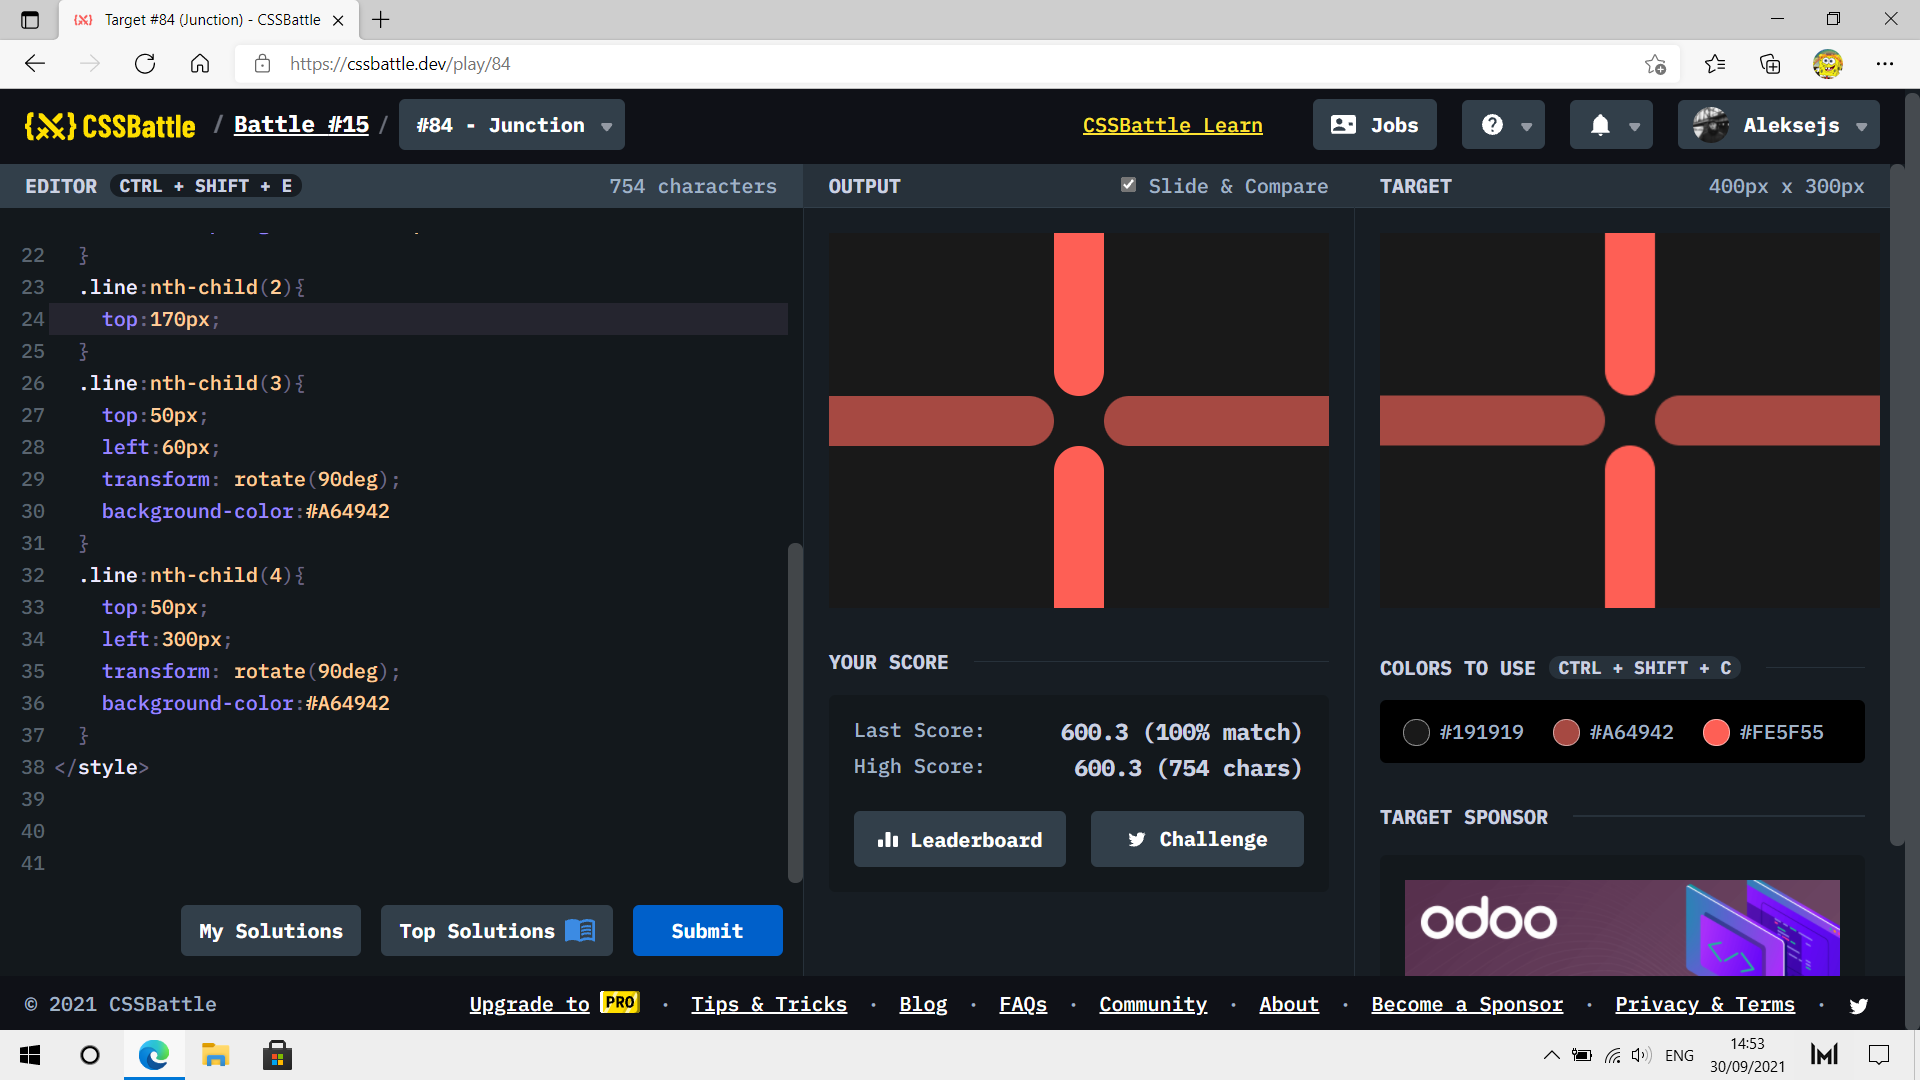 Target #84 (Junction) - CSSBattle
https://cssbattle.dev/play/84
{X} CSSBattle / Battle #15 / #84 - Junction
CSSBattle Learn
Jobs
?
Aleksejs
EDITOR CTRL + SHIFT + E 754 characters
OUTPUT Slide & Compare
TARGET 400px x 300px
22 }
23 .line:nth-child(2){
24 top:170px;
25 }
26 .line:nth-child(3){
27 top:50px;
28 left:60px;
29 transform: rotate(90deg);
30 background-color:#A64942
31 }
32 .line:nth-child(4){
33 top:50px;
34 left:300px;
35 transform: rotate(90deg);
36 background-color:#A64942
37 }
38 </style>
39
40
41
My Solutions
Top Solutions
Submit
YOUR SCORE
Last Score: 600.3 (100% match)
High Score: 600.3 (754 chars)
Leaderboard
Challenge
COLORS TO USE CTRL + SHIFT + C
#191919 #A64942 #FE5F55
TARGET SPONSOR
odoo
</>
© 2021 CSSBattle
Upgrade to PRO · Tips & Tricks · Blog · FAQs · Community · About · Become a Sponsor · Privacy & Terms ·
ENG
14:53
30/09/2021